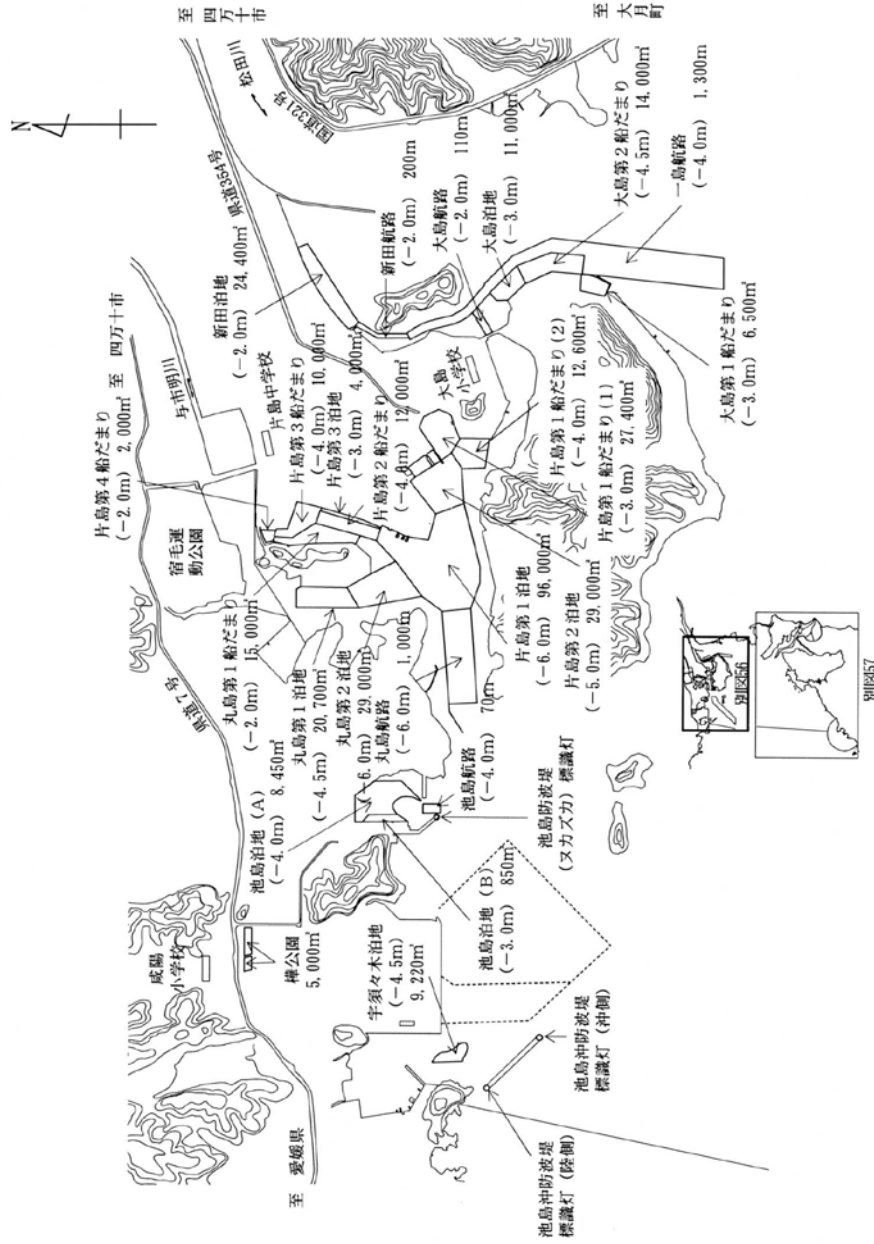 N
至 四万十市
至 大月町
松田川
国道321号
県道354号
新田泊地
(-2.0m) 24,400㎡
新田航路
(-2.0m) 200m
大島航路
(-2.0m) 110m
大島泊地
(-3.0m) 11,000㎡
大島第2船だまり
(-4.5m) 14,000㎡
一島航路
(-4.0m) 1,300m
大島第1船だまり
(-3.0m) 6,500㎡
至 四万十市
与市明川
片島中学校
片島第4船だまり
(-2.0m) 2,000㎡
片島第3船だまり
(-4.0m) 10,000㎡
片島第3泊地
(-3.0m) 4,000㎡
片島第2船だまり
(-4.0m) 12,000㎡
大島
小学校
片島第1船だまり(2)
(-4.0m) 12,600㎡
片島第1船だまり(1)
(-3.0m) 27,400㎡
宿毛運
動公園
県道7号
丸島第1船だまり
(-2.0m) 15,000㎡
丸島第1泊地
(-4.5m) 20,700㎡
丸島第2泊地
(-6.0m) 29,000㎡
丸島航路
(-6.0m) 1,000m
片島第1泊地
(-6.0m) 96,000㎡
片島第2泊地
(-5.0m) 29,000㎡
池島泊地(A)
(-4.0m) 8,450㎡
池島航路
(-4.0m) 70m
池島防波堤
(ヌカズカ)標識灯
池島泊地(B)
(-3.0m) 850㎡
咸陽
小学校
樺公園
5,000㎡
宇須々木泊地
(-4.5m)
9,220㎡
至 愛媛県
池島沖防波堤
標識灯(沖側)
池島沖防波堤
標識灯(陸側)
別図56
別図57